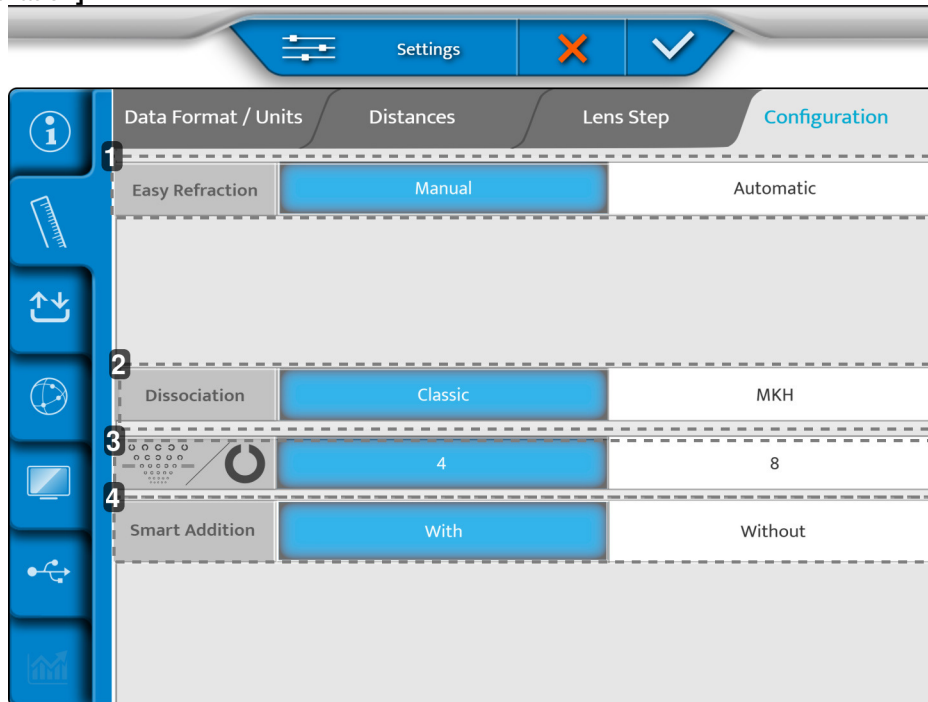 Settings
Data Format / Units Distances Lens Step Configuration
1
Easy Refraction Manual Automatic
2
Dissociation Classic MKH
3
4 8
4
Smart Addition With Without